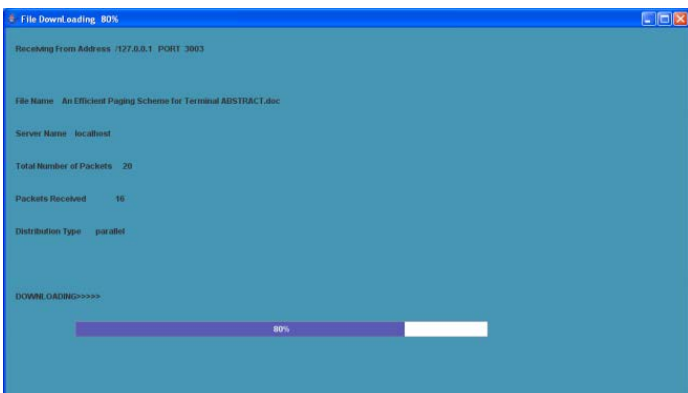 File DownLoading 80%
Receiving From Address /127.0.0.1 PORT 3003
File Name An Efficient Paging Scheme for Terminal ABSTRACT.doc
Server Name localhost
Total Number of Packets 20
Packets Received 16
Distribution Type parallel
DOWNLOADING>>>>>
80%